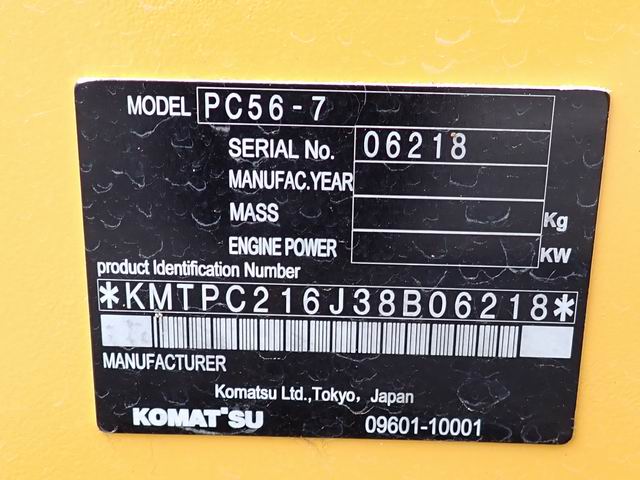 MODEL PC56-7
SERIAL No. 06218
MANUFAC.YEAR
MASS Kg
ENGINE POWER KW
product Identification Number
*KMTPC216J38B06218*
MANUFACTURER
Komatsu Ltd.,Tokyo, Japan
KOMATSU 09601-10001